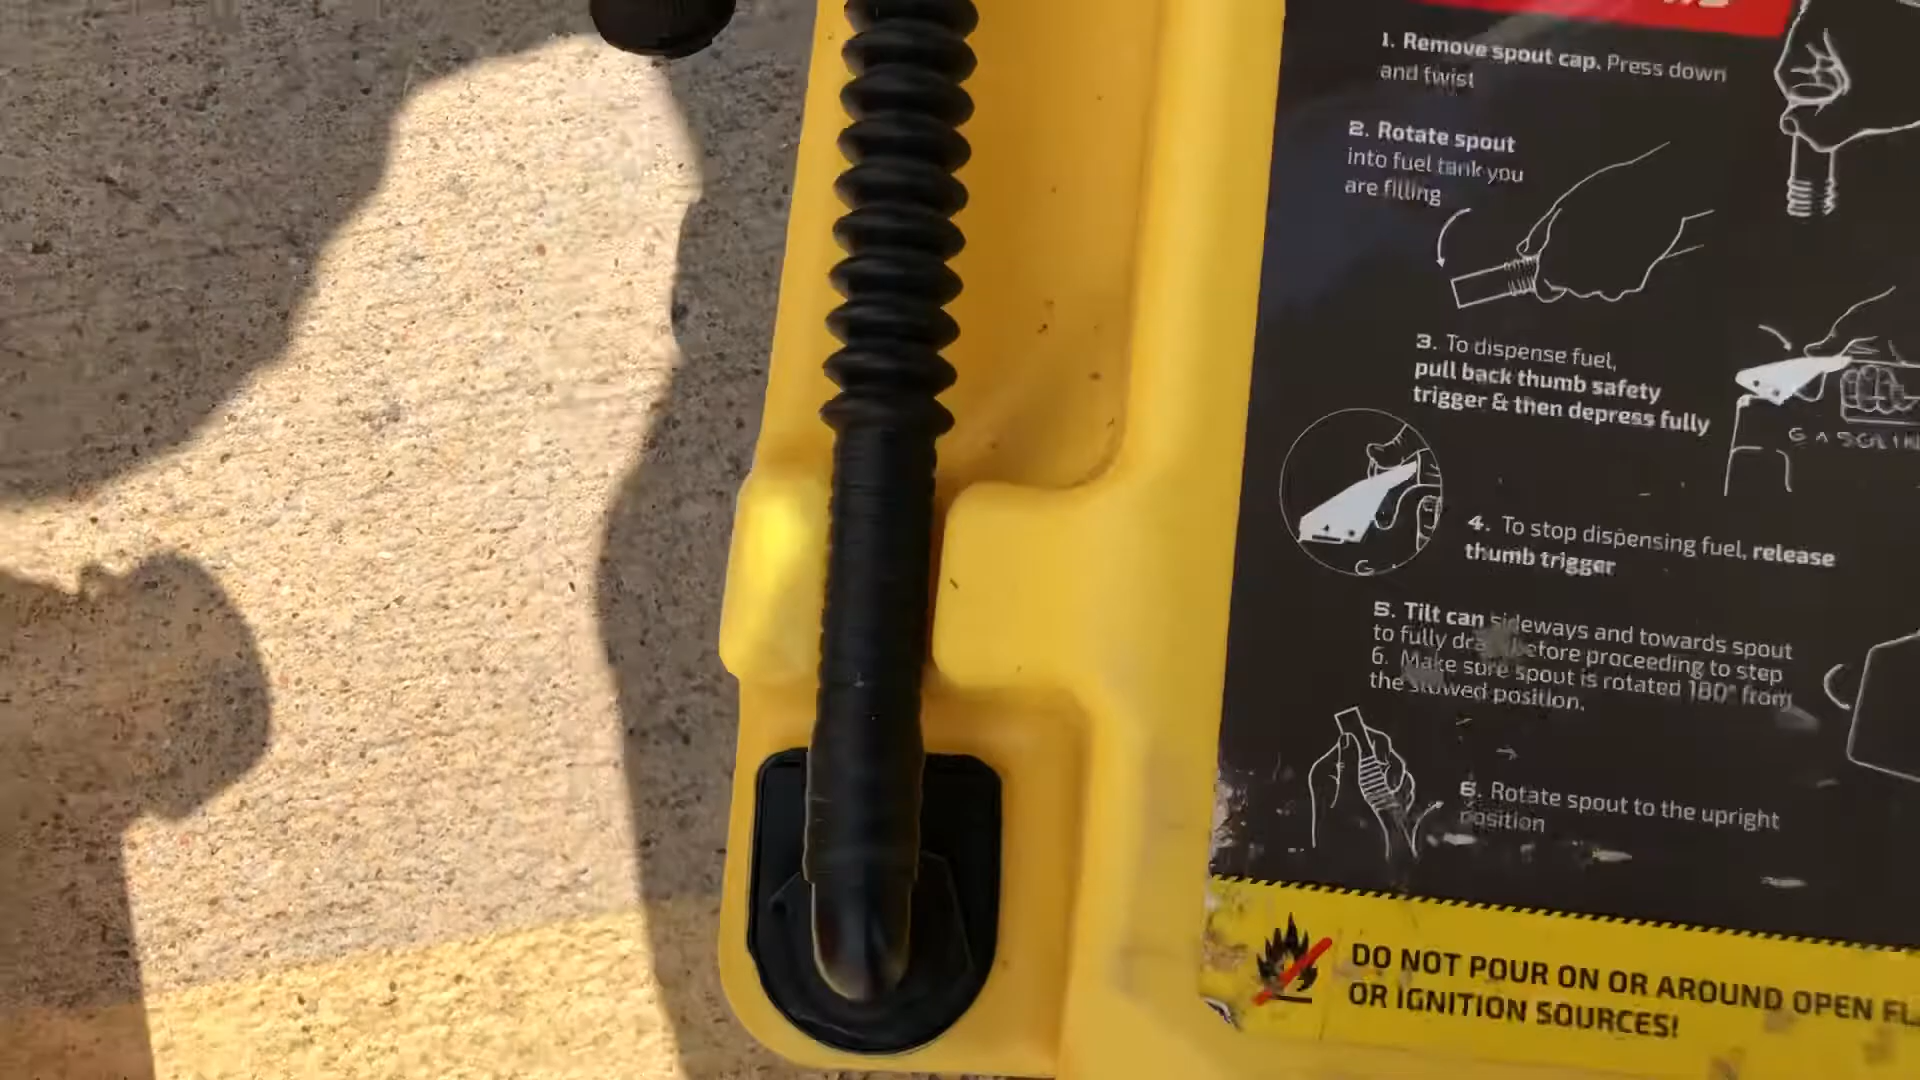 1. Remove spout cap. Press down
and twist
2. Rotate spout
into fuel tank you
are filling
3. To dispense fuel,
pull back thumb safety
trigger & then depress fully
4. To stop dispensing fuel, release
thumb trigger
5. Tilt can sideways and towards spout
to fully before proceeding to step
6. Make sure spout is rotated 180° from
the stowed position.
6. Rotate spout to the upright
position
DO NOT POUR ON OR AROUND OPEN
OR IGNITION SOURCES!